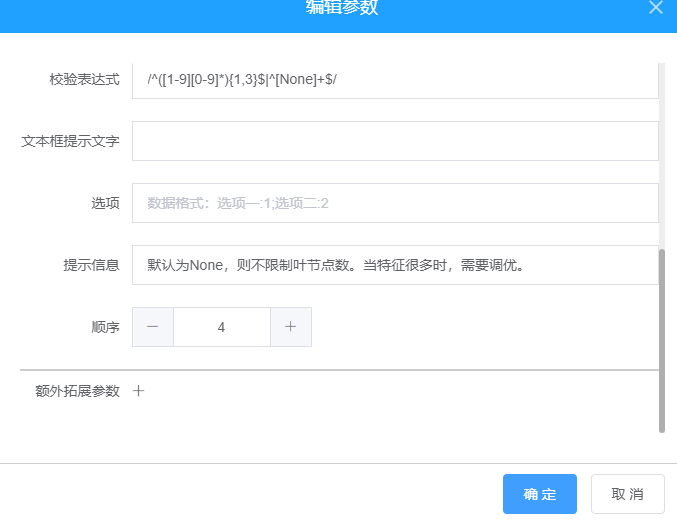 编辑参数
校验表达式
/^([1-9][0-9]*){1,3}$|^[None]+$/
文本框提示文字
选项
数据格式：选项一:1;选项二:2
提示信息
默认为None，则不限制叶节点数。当特征很多时，需要调优。
顺序
4
额外拓展参数
确 定
取 消